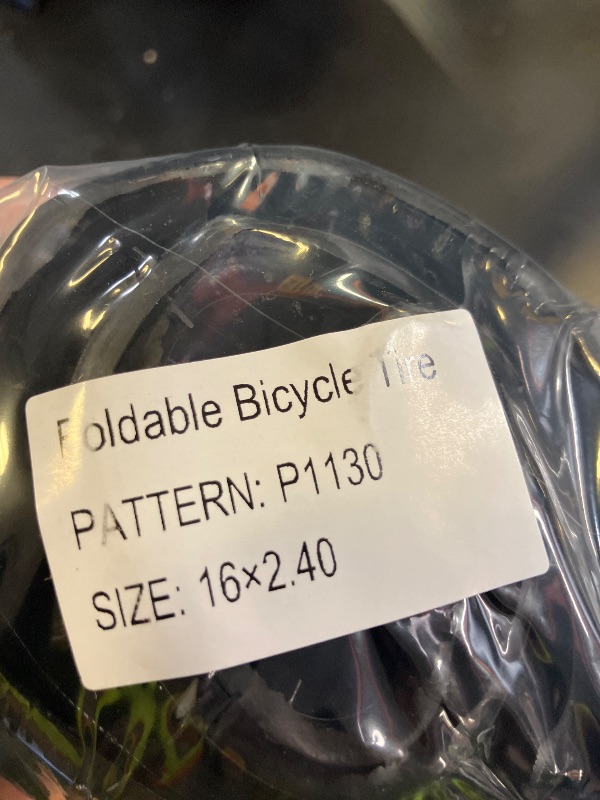 Foldable Bicycle Tire
PATTERN: P1130
SIZE: 16×2.40